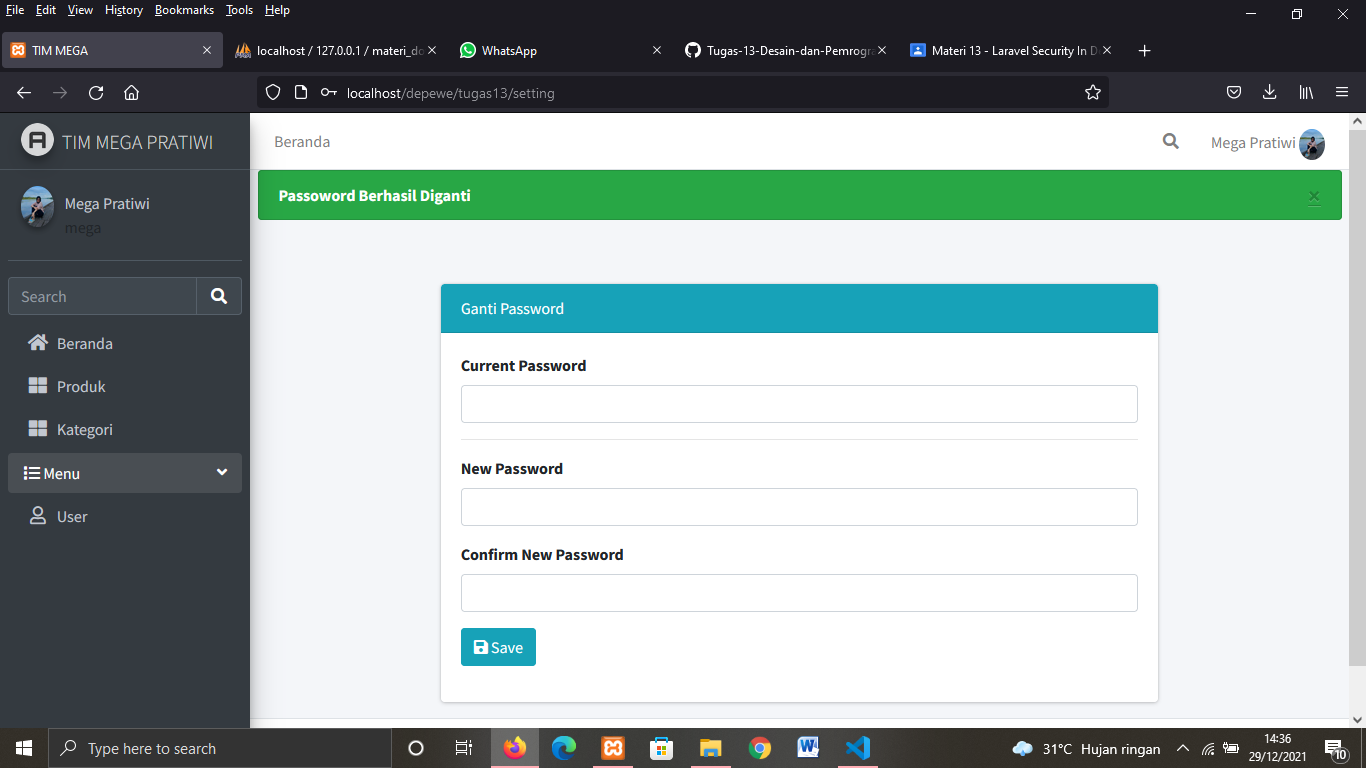 File Edit View History Bookmarks Tools Help
TIM MEGA
localhost / 127.0.0.1 / materi_do
WhatsApp
Tugas-13-Desain-dan-Pemrogra
Materi 13 - Laravel Security In D
localhost/depewe/tugas13/setting
TIM MEGA PRATIWI
Beranda
Mega Pratiwi
Mega Pratiwi
mega
Passoword Berhasil Diganti
×
Search
Beranda
Produk
Kategori
Menu
User
Ganti Password
Current Password
New Password
Confirm New Password
Save
Type here to search
31°C Hujan ringan
14:36
29/12/2021
10